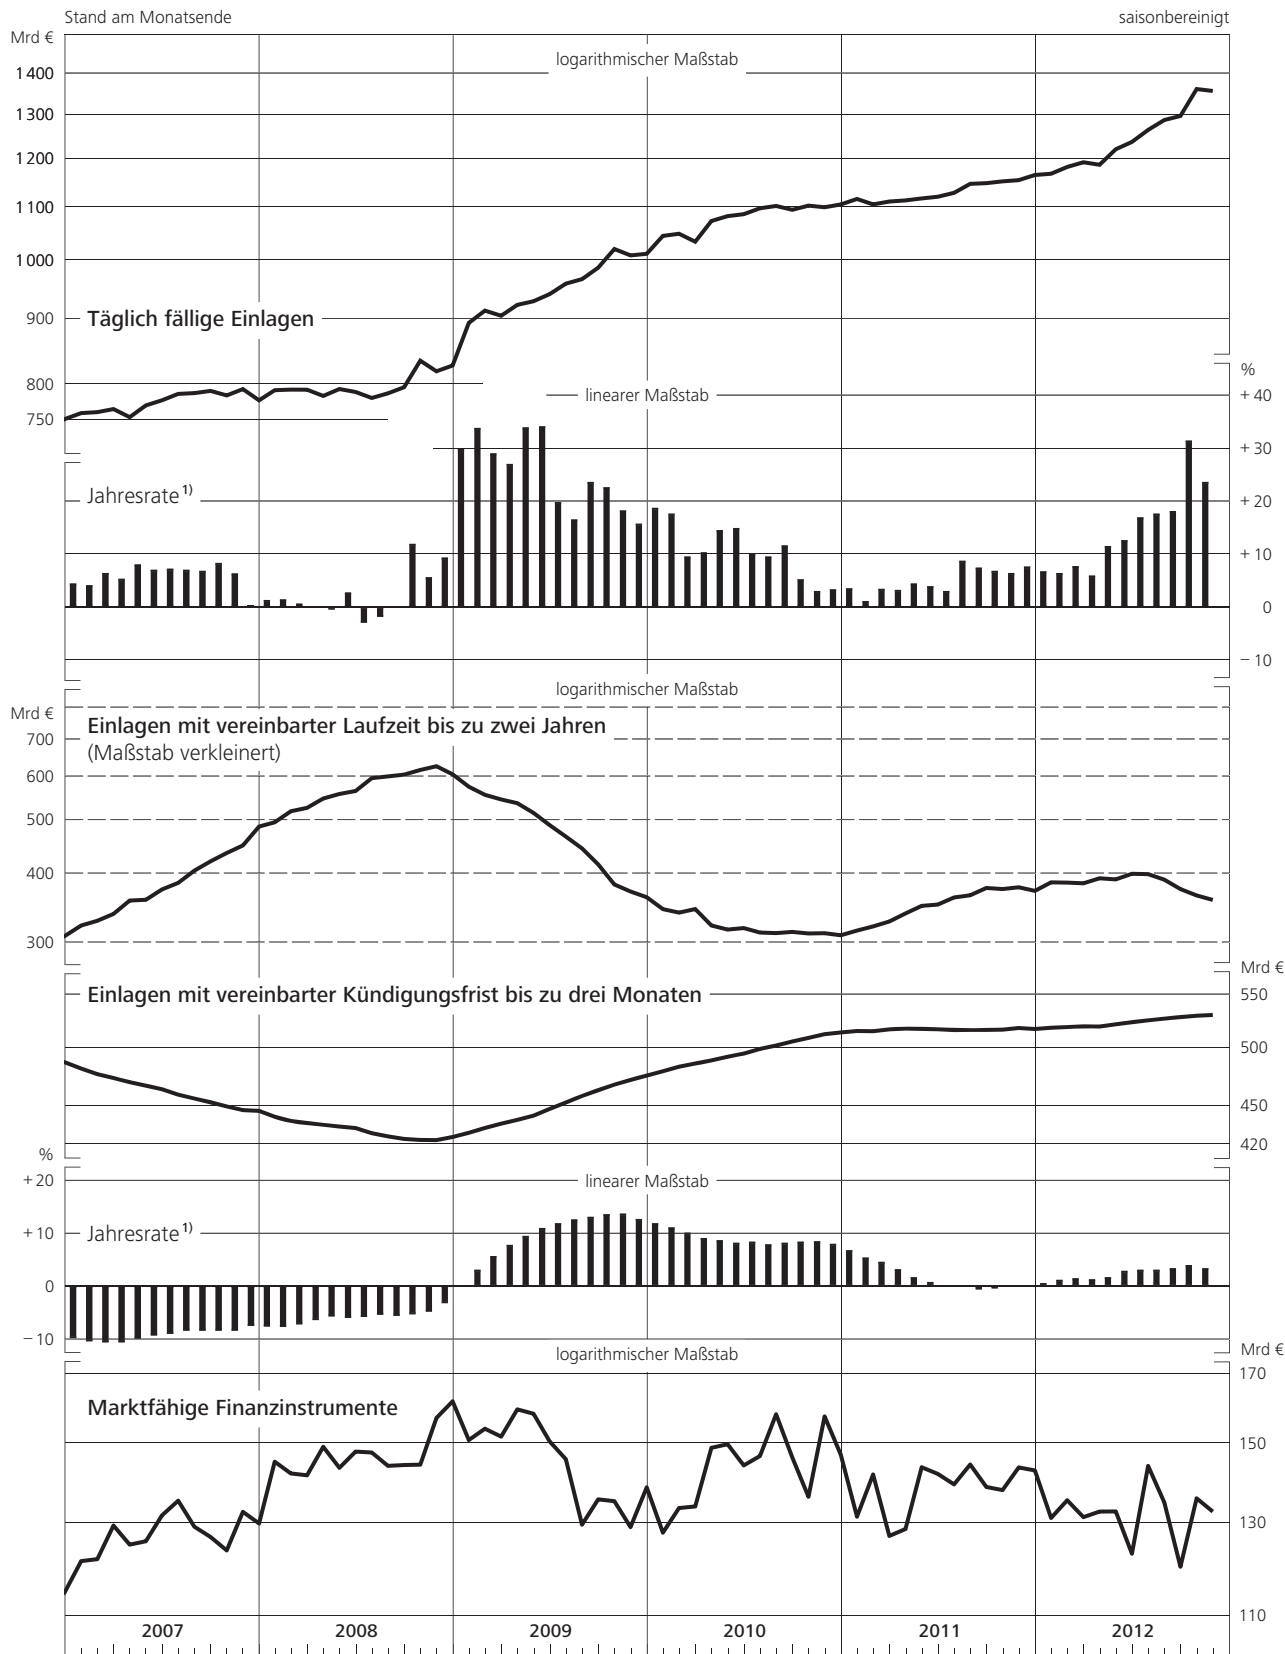 Stand am Monatsende saisonbereinigt
Mrd €
logarithmischer Maßstab
1 400
1 300
1 200
1 100
1 000
900 Täglich fällige Einlagen
800
750
%
linearer Maßstab + 40
+ 30
Jahresrate 1) + 20
+ 10
0
− 10
logarithmischer Maßstab
Mrd €
Einlagen mit vereinbarter Laufzeit bis zu zwei Jahren
700
(Maßstab verkleinert)
600
500
400
300
Mrd €
Einlagen mit vereinbarter Kündigungsfrist bis zu drei Monaten 550
500
450
420
%
+ 20 linearer Maßstab
+ 10 Jahresrate 1)
0
− 10
logarithmischer Maßstab Mrd €
170
Marktfähige Finanzinstrumente
150
130
110
2007 2008 2009 2010 2011 2012